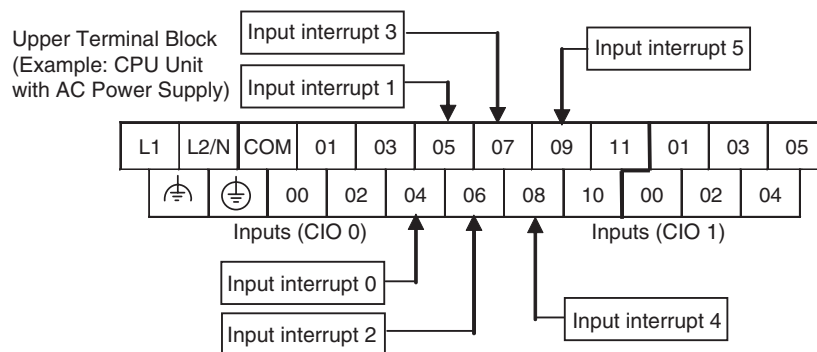 Upper Terminal Block
(Example: CPU Unit
with AC Power Supply)
Input interrupt 3
Input interrupt 5
Input interrupt 1
L1 L2/N COM 01 03 05 07 09 11 01 03 05
00 02 04 06 08 10 00 02 04
Inputs (CIO 0) Inputs (CIO 1)
Input interrupt 0
Input interrupt 2
Input interrupt 4